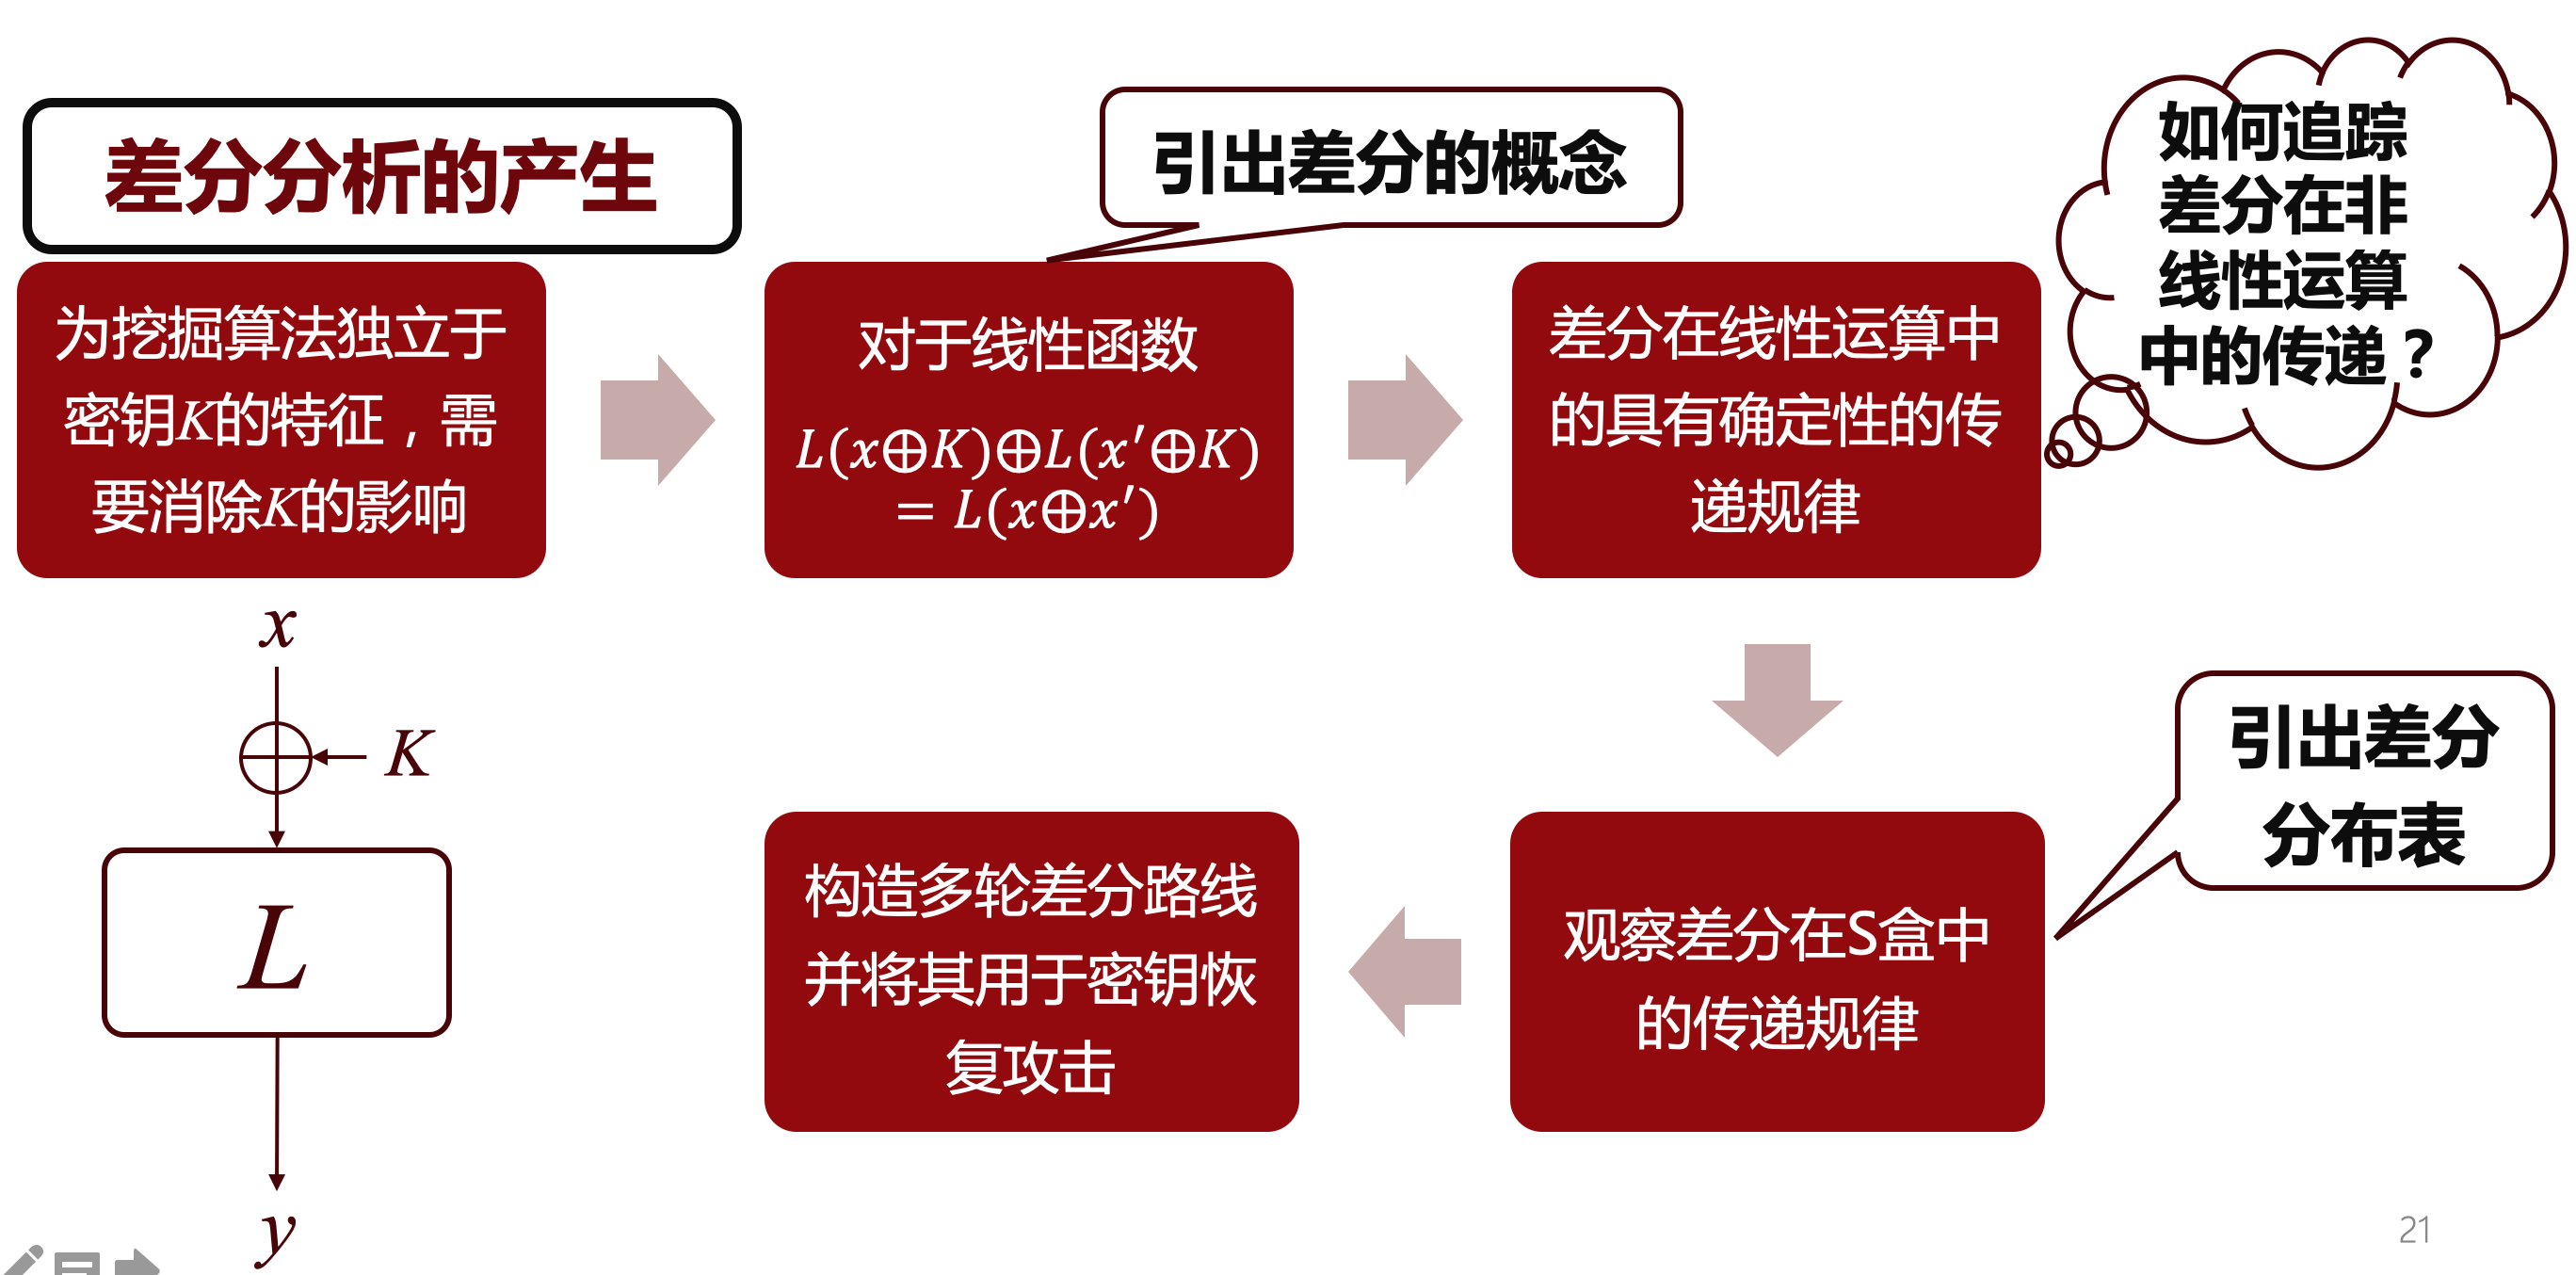 差分分析的产生
引出差分的概念
如何追踪
差分在非
线性运算
中的传递？
为挖掘算法独立于
密钥K的特征，需
要消除K的影响
对于线性函数
L(x⊕K)⊕L(x′⊕K)
= L(x⊕x′)
差分在线性运算中
的具有确定性的传
递规律
x
K
L
y
引出差分
分布表
观察差分在S盒中
的传递规律
构造多轮差分路线
并将其用于密钥恢
复攻击
21